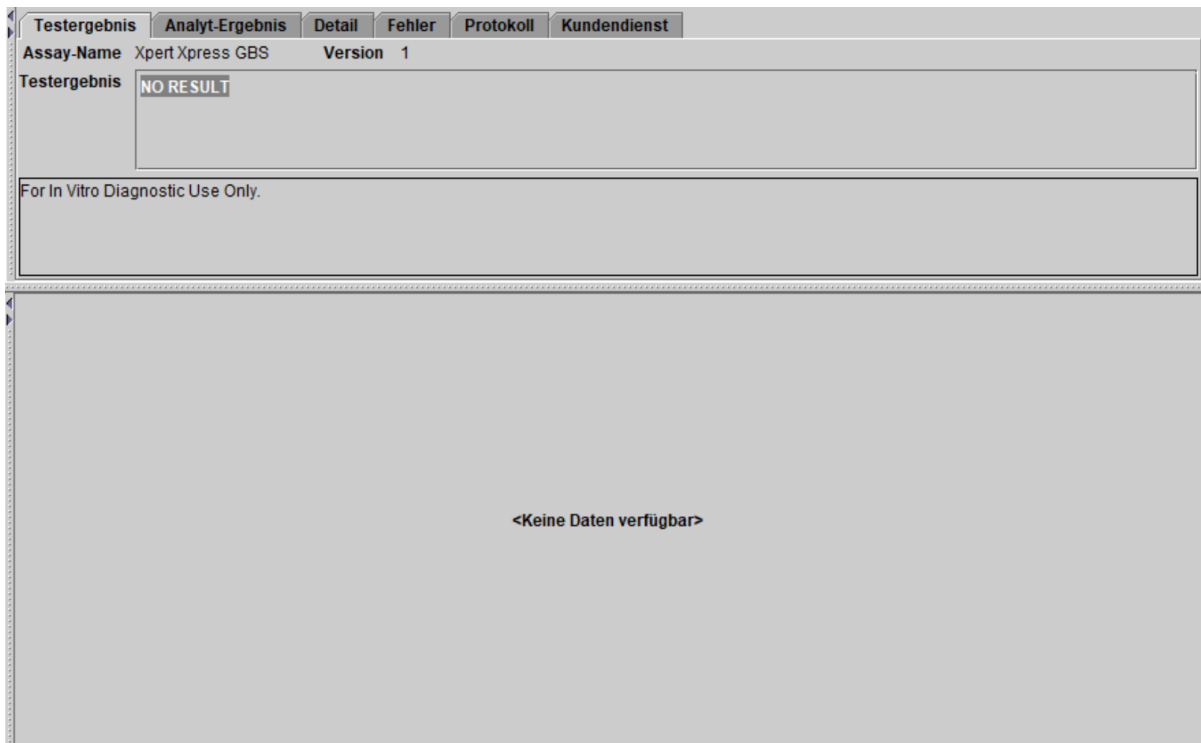 Testergebnis Analyt-Ergebnis Detail Fehler Protokoll Kundendienst
Assay-Name Xpert Xpress GBS Version 1
Testergebnis NO RESULT
For In Vitro Diagnostic Use Only.
<Keine Daten verfügbar>